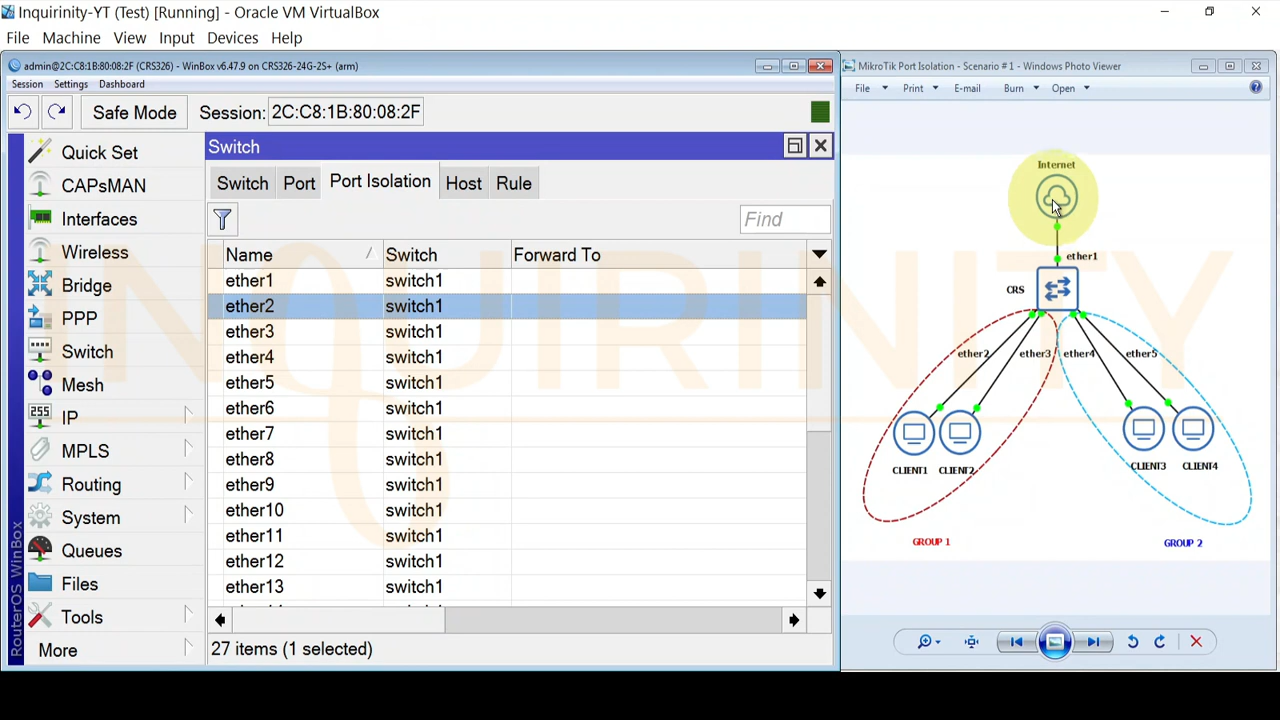 Inquirinity-YT (Test) [Running] - Oracle VM VirtualBox
File Machine View Input Devices Help
admin@2C:C8:1B:80:08:2F (CRS326) - WinBox v6.47.9 on CRS326-24G-2S+ (arm)
Session Settings Dashboard
Safe Mode Session: 2C:C8:1B:80:08:2F
Quick Set
CAPsMAN
Interfaces
Wireless
Bridge
PPP
Switch
Mesh
255 IP
MPLS
Routing
System
Queues
Files
Tools
More
RouterOS WinBox
Switch
Switch Port Port Isolation Host Rule
Find
Name Switch Forward To
ether1 switch1
ether2 switch1
ether3 switch1
ether4 switch1
ether5 switch1
ether6 switch1
ether7 switch1
ether8 switch1
ether9 switch1
ether10 switch1
ether11 switch1
ether12 switch1
ether13 switch1
27 items (1 selected)
MikroTik Port Isolation - Scenario #1 - Windows Photo Viewer
File Print E-mail Burn Open
Internet
ether1
CRS
ether2 ether3 ether4 ether5
CLIENT1 CLIENT2 CLIENT3 CLIENT4
GROUP 1 GROUP 2
INQUIRINITY